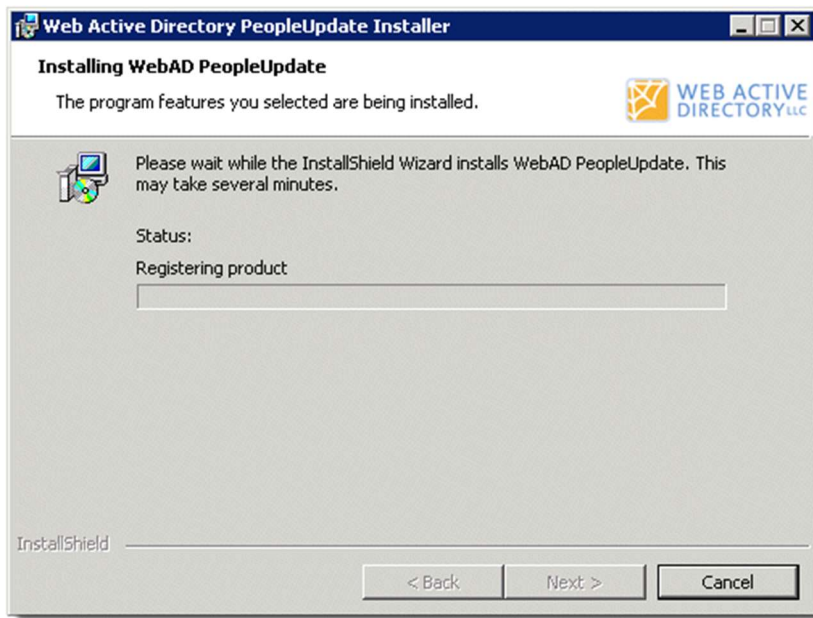 Web Active Directory PeopleUpdate Installer
Installing WebAD PeopleUpdate
The program features you selected are being installed.
WEB ACTIVE
DIRECTORY LLC
Please wait while the InstallShield Wizard installs WebAD PeopleUpdate. This
may take several minutes.
Status:
Registering product
InstallShield
< Back
Next >
Cancel